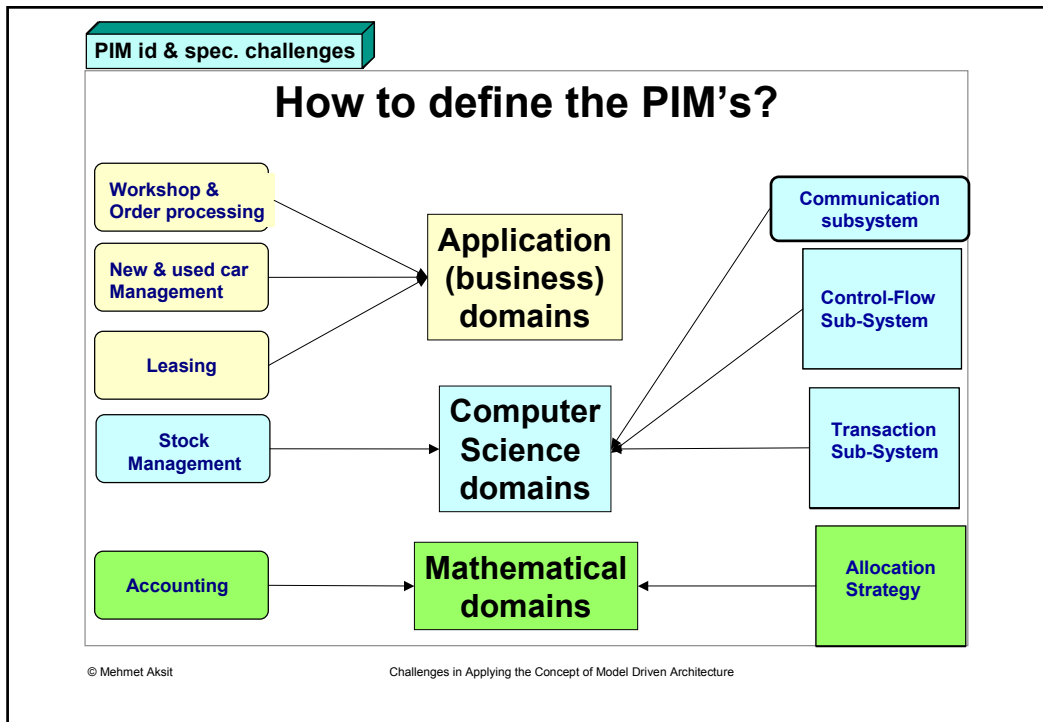 PIM id & spec. challenges
How to define the PIM's?
Workshop &
Order processing
New & used car
Management
Leasing
Stock
Management
Accounting
Application
(business)
domains
Computer
Science
domains
Mathematical
domains
Communication
subsystem
Control-Flow
Sub-System
Transaction
Sub-System
Allocation
Strategy
© Mehmet Aksit
Challenges in Applying the Concept of Model Driven Architecture